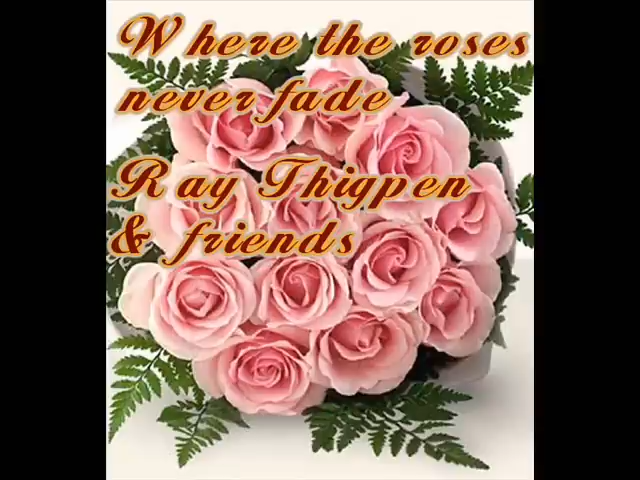 Where the roses
never fade
Ray Thigpen
& friends